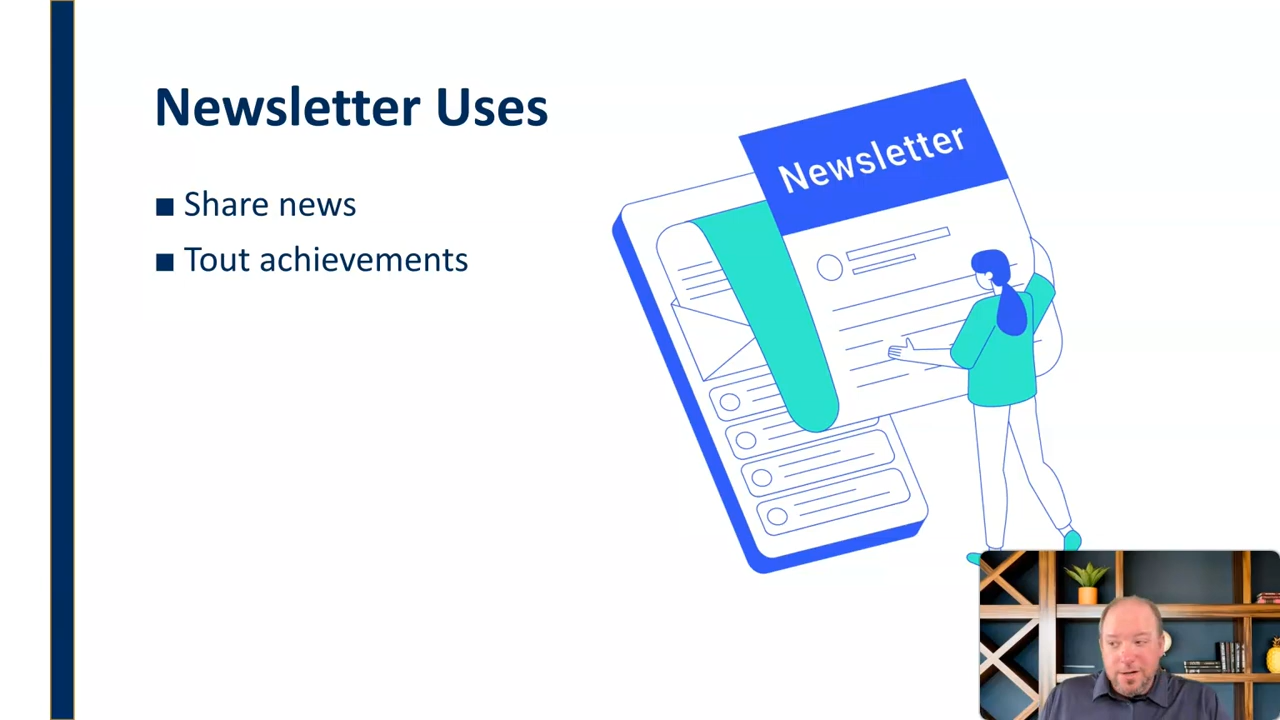 Newsletter Uses
■ Share news
■ Tout achievements
Newsletter